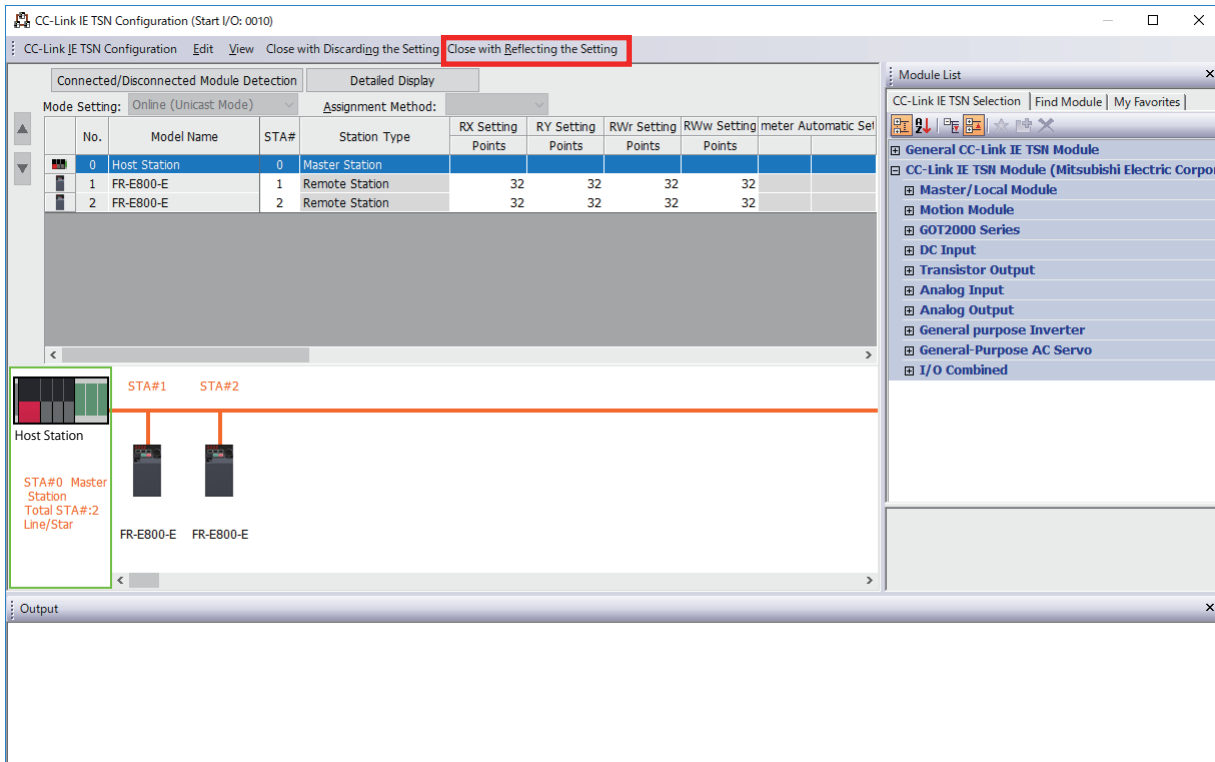 CC-Link IE TSN Configuration (Start I/O: 0010)
CC-Link IE TSN Configuration Edit View Close with Discarding the Setting Close with Reflecting the Setting
Connected/Disconnected Module Detection Detailed Display
Mode Setting: Online (Unicast Mode) Assignment Method:
No. Model Name STA# Station Type RX Setting RY Setting RWr Setting RWw Setting meter Automatic Set
Points Points Points Points
0 Host Station 0 Master Station
1 FR-E800-E 1 Remote Station 32 32 32 32
2 FR-E800-E 2 Remote Station 32 32 32 32
STA#1 STA#2
Host Station
STA#0 Master
Station
Total STA#:2
Line/Star
FR-E800-E FR-E800-E
Module List
CC-Link IE TSN Selection Find Module My Favorites
General CC-Link IE TSN Module
CC-Link IE TSN Module (Mitsubishi Electric Corpo
Master/Local Module
Motion Module
GOT2000 Series
DC Input
Transistor Output
Analog Input
Analog Output
General purpose Inverter
General-Purpose AC Servo
I/O Combined
Output